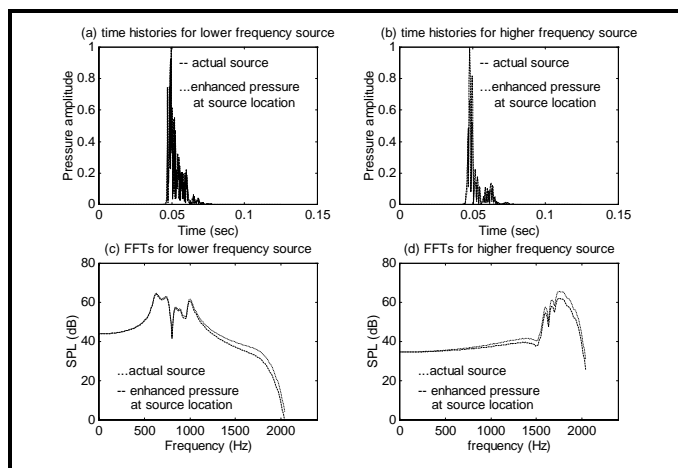 (a) time histories for lower frequency source
1
0.8
0.6
0.4
0.2
0
Pressure amplitude
-- actual source
...enhanced pressure
at source location
0
0.05
0.1
0.15
Time (sec)
(b) time histories for higher frequency source
1
0.8
0.6
0.4
0.2
0
Pressure amplitude
-- actual source
...enhanced pressure
at source location
0
0.05
0.1
0.15
Time (sec)
(c) FFTs for lower frequency source
80
60
40
20
0
SPL (dB)
...actual source
-- enhanced pressure
at source location
0
500
1000
1500
2000
Frequency (Hz)
(d) FFTs for higher frequency source
80
60
40
20
0
SPL (dB)
...actual source
-- enhanced pressure
at source location
0
500
1000
1500
2000
frequency (Hz)